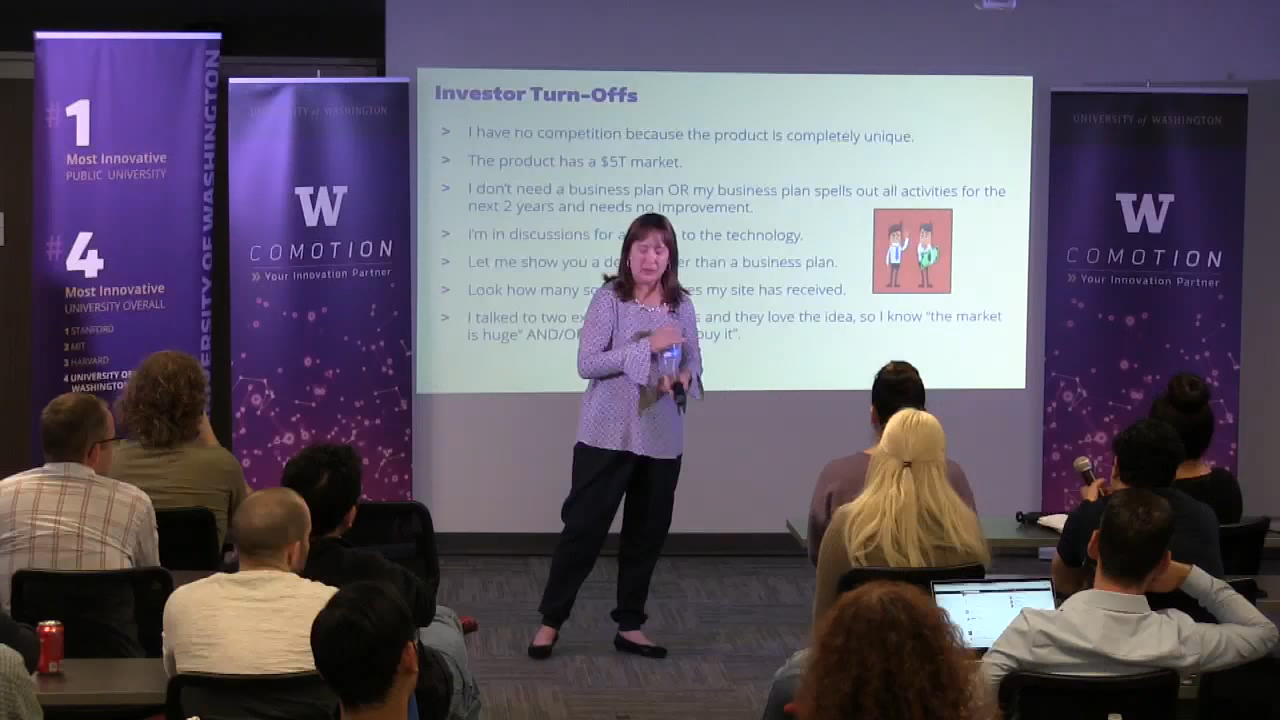 #1
Most Innovative
PUBLIC UNIVERSITY
#4
Most Innovative
UNIVERSITY OVERALL
1 STANFORD
2 MIT
3 HARVARD
4 UNIVERSITY OF
WASHINGTON
UNIVERSITY OF WASHINGTON
UNIVERSITY of WASHINGTON
W
COMOTION
» Your Innovation Partner
Investor Turn-Offs
> I have no competition because the product is completely unique.
> The product has a $5T market.
> I don't need a business plan OR my business plan spells out all activities for the
next 2 years and needs no improvement.
> I'm in discussions for a to the technology.
> Let me show you a than a business plan.
> Look how many my site has received.
> I talked to two and they love the idea, so I know "the market
is huge" AND/OR buy it".
UNIVERSITY of WASHINGTON
W
COMOTION
» Your Innovation Partner